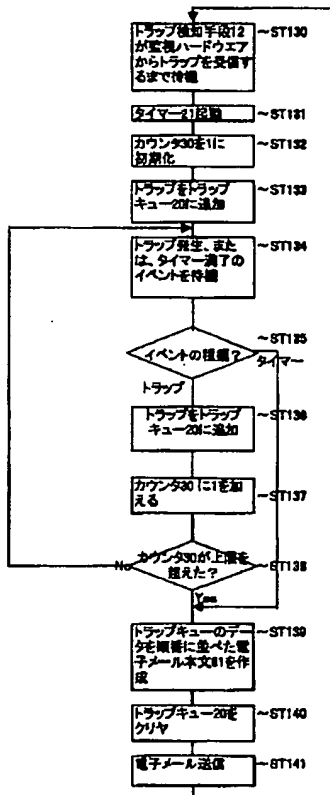 トラップ検知手段12
が監視ハードウエア
からトラップを受信す
るまで待機
~ST130
タイマー21起動
~ST131
カウンタ30を1に
初期化
~ST132
トラップをトラップ
キュー20に追加
~ST133
トラップ発生、また
は、タイマー満了の
イベントを待機
~ST134
イベントの種類?
~ST135
タイマー
トラップ
トラップをトラップ
キュー20に追加
~ST136
カウンタ30に1を加
える
~ST137
カウンタ30が上限を
超えた?
~ST138
No
Yes
トラップキューのデー
タを順番に並べた電
子メール本文81を作
成
~ST139
トラップキュー20を
クリヤ
~ST140
電子メール送信
~ST141